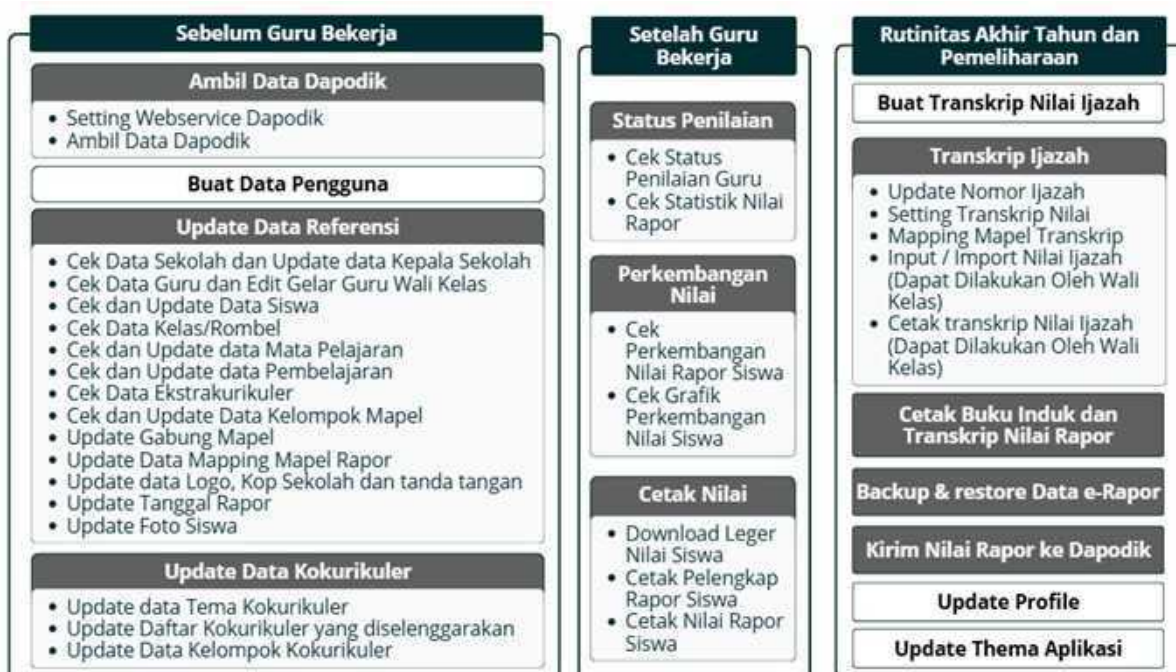 Sebelum Guru Bekerja
Ambil Data Dapodik
• Setting Webservice Dapodik
• Ambil Data Dapodik
Buat Data Pengguna
Update Data Referensi
• Cek Data Sekolah dan Update data Kepala Sekolah
• Cek Data Guru dan Edit Gelar Guru Wali Kelas
• Cek dan Update Data Siswa
• Cek Data Kelas/Rombel
• Cek dan Update data Mata Pelajaran
• Cek dan Update data Pembelajaran
• Cek Data Ekstrakurikuler
• Cek dan Update Data Kelompok Mapel
• Update Gabung Mapel
• Update Data Mapping Mapel Rapor
• Update data Logo, Kop Sekolah dan tanda tangan
• Update Tanggal Rapor
• Update Foto Siswa
Update Data Kokurikuler
• Update data Tema Kokurikuler
• Update Daftar Kokurikuler yang diselenggarakan
• Update Data Kelompok Kokurikuler
Setelah Guru
Bekerja
Status Penilaian
• Cek Status
Penilaian Guru
• Cek Statistik Nilai
Rapor
Perkembangan
Nilai
• Cek
Perkembangan
Nilai Rapor Siswa
• Cek Grafik
Perkembangan
Nilai Siswa
Cetak Nilai
• Download Leger
Nilai Siswa
• Cetak Pelengkap
Rapor Siswa
• Cetak Nilai Rapor
Siswa
Rutinitas Akhir Tahun dan
Pemeliharaan
Buat Transkrip Nilai Ijazah
Transkrip Ijazah
• Update Nomor Ijazah
• Setting Transkrip Nilai
• Mapping Mapel Transkrip
• Input / Import Nilai Ijazah
(Dapat Dilakukan Oleh Wali
Kelas)
• Cetak transkrip Nilai Ijazah
(Dapat Dilakukan Oleh Wali
Kelas)
Cetak Buku Induk dan
Transkrip Nilai Rapor
Backup & restore Data e-Rapor
Kirim Nilai Rapor ke Dapodik
Update Profile
Update Thema Aplikasi